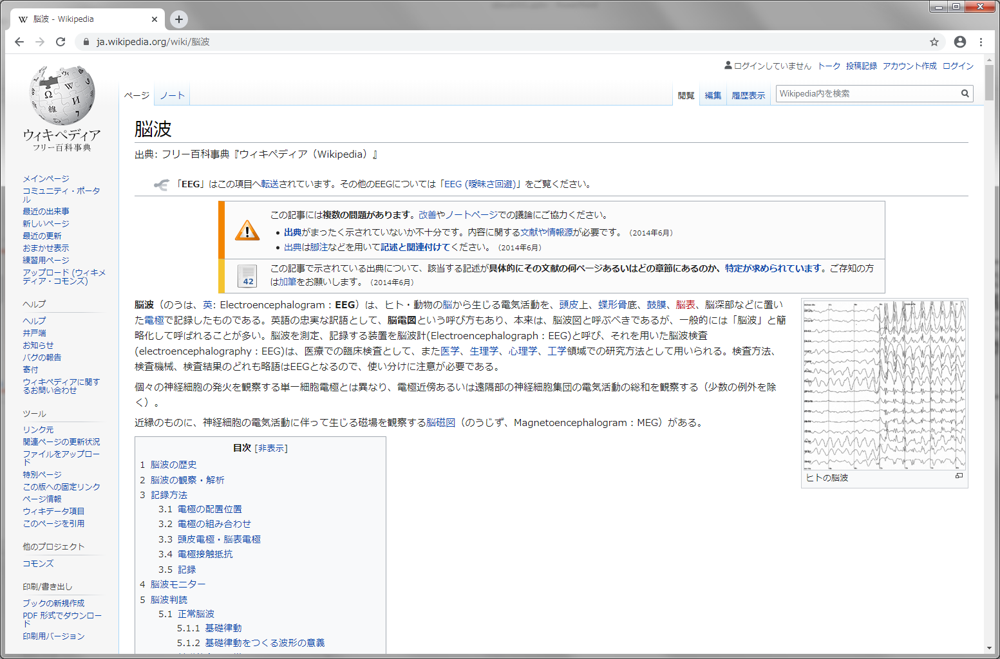 脳波 - Wikipedia
ja.wikipedia.org/wiki/脳波
ログインしていません トーク 投稿記録 アカウント作成 ログイン
ページ ノート 閲覧 編集 履歴表示 Wikipedia内を検索
ウィキペディア
フリー百科事典
メインページ
コミュニティ・ポータ
ル
最近の出来事
新しいページ
最近の更新
おまかせ表示
練習用ページ
アップロード (ウィキメ
ディア・コモンズ)
ヘルプ
ヘルプ
井戸端
お知らせ
バグの報告
寄付
ウィキペディアに関す
るお問い合わせ
ツール
リンク元
関連ページの更新状況
ファイルをアップロー
ド
特別ページ
この版への固定リンク
ページ情報
ウィキデータ項目
このページを引用
他のプロジェクト
コモンズ
印刷/書き出し
ブックの新規作成
PDF 形式でダウンロー
ド
印刷用バージョン
脳波
出典: フリー百科事典『ウィキペディア（Wikipedia）』
「EEG」はこの項目へ転送されています。その他のEEGについては「EEG (曖昧さ回避)」をご覧ください。
この記事には複数の問題があります。改善やノートページでの議論にご協力ください。
• 出典がまったく示されていないか不十分です。内容に関する文献や情報源が必要です。（2014年6月）
• 出典は脚注などを用いて記述と関連付けてください。（2014年6月）
42
この記事で示されている出典について、該当する記述が具体的にその文献の何ページあるいはどの章節にあるのか、特定が求められています。ご存知の方
は加筆をお願いします。（2014年6月）
脳波（のうは、英: Electroencephalogram：EEG）は、ヒト・動物の脳から生じる電気活動を、頭皮上、蝶形骨底、鼓膜、脳表、脳深部などに置い
た電極で記録したものである。英語の忠実な訳語として、脳電図という呼び方もあり、本来は、脳波図と呼ぶべきであるが、一般的には「脳波」と簡
略化して呼ばれることが多い。脳波を測定、記録する装置を脳波計(Electroencephalograph：EEG)と呼び、それを用いた脳波検査
(electroencephalography：EEG)は、医療での臨床検査として、また医学、生理学、心理学、工学領域での研究方法として用いられる。検査方法、
検査機械、検査結果のどれも略語はEEGとなるので、使い分けに注意が必要である。
個々の神経細胞の発火を観察する単一細胞電極とは異なり、電極近傍あるいは遠隔部の神経細胞集団の電気活動の総和を観察する（少数の例外を除
く）。
近縁のものに、神経細胞の電気活動に伴って生じる磁場を観察する脳磁図（のうじず、Magnetoencephalogram：MEG）がある。
ヒトの脳波
目次 [非表示]
1 脳波の歴史
2 脳波の観察・解析
3 記録方法
3.1 電極の配置位置
3.2 電極の組み合わせ
3.3 頭皮電極・脳表電極
3.4 電極接触抵抗
3.5 記録
4 脳波モニター
5 脳波判読
5.1 正常脳波
5.1.1 基礎律動
5.1.2 基礎律動をつくる波形の意義